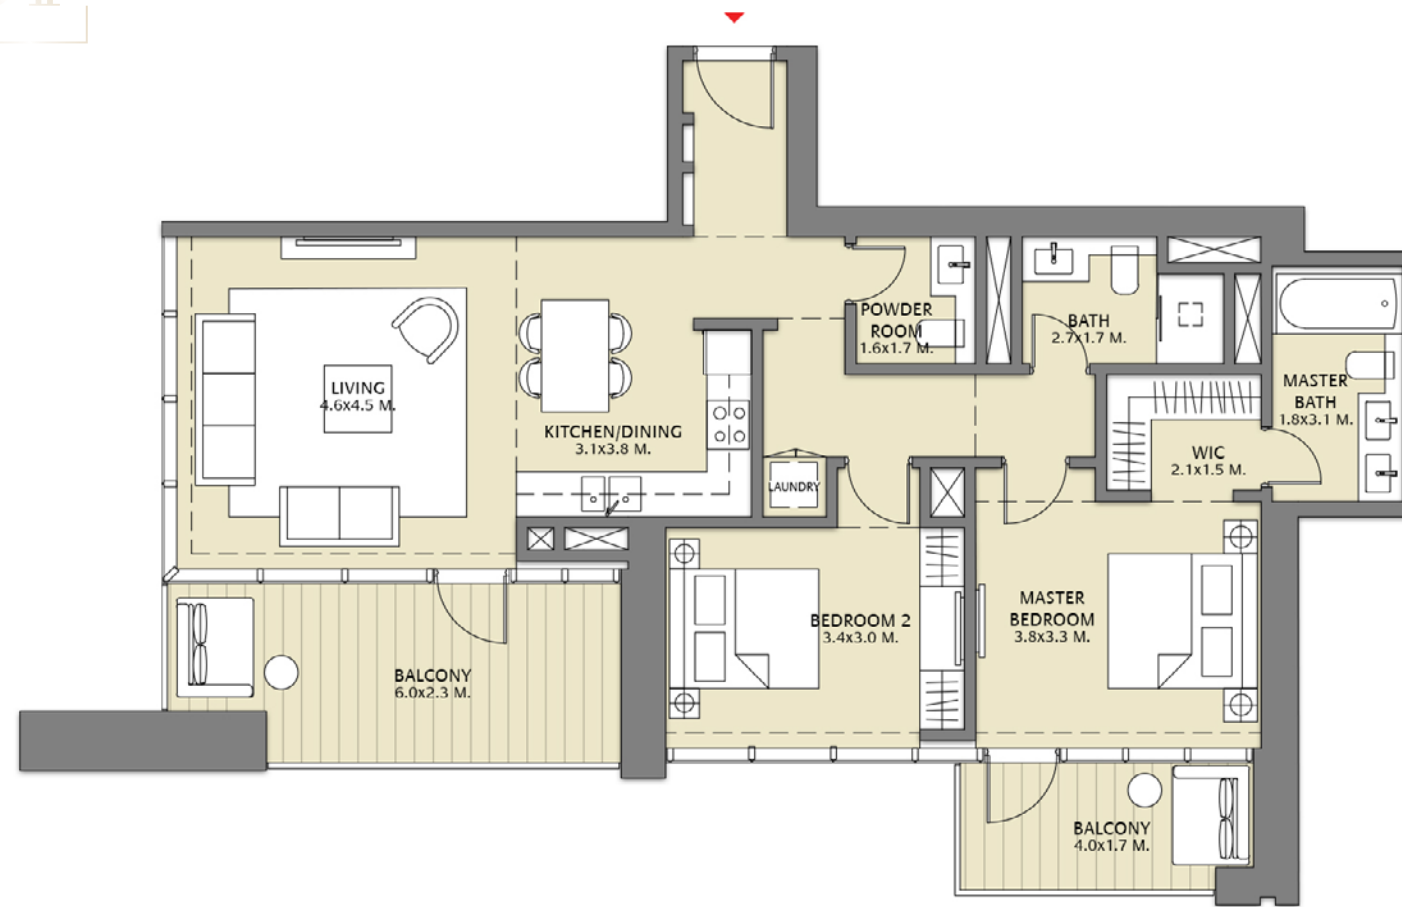 POWDER
ROOM
1.6x1.7 M.
BATH
2.7x1.7 M.
LIVING
4.6x4.5 M.
MASTER
BATH
1.8x3.1 M.
KITCHEN/DINING
3.1x3.8 M.
WIC
2.1x1.5 M.
LAUNDRY
BEDROOM 2
3.4x3.0 M.
MASTER
BEDROOM
3.8x3.3 M.
BALCONY
6.0x2.3 M.
BALCONY
4.0x1.7 M.